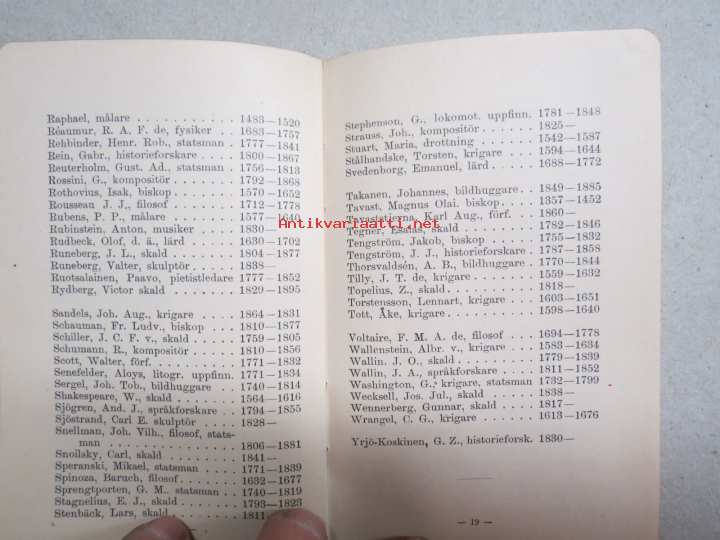 Raphael, målare . . . . . . . . . . . 1483—1520
Réaumur, R. A. F. de, fysiker . . 1683—1757
Rehbinder, Henr. Rob., statsman . 1777—1841
Rein, Gabr., historieforskare . . . . 1800—1867
Reuterholm, Gust. Ad., statsman . 1756—1813
Rossini, G., kompositör . . . . . . 1792—1868
Rothovius, Isak, biskop . . . . . . 1570—1652
Rousseau J. J., filosof . . . . . . . 1712—1778
Rubens, P. P., målare . . . . . . . 1577—1640
Rubinstein, Anton, musiker . . . . 1830—
Rudbeck, Olof, d. ä., lärd . . . . . 1630—1702
Runeberg, J. L., skald . . . . . . . 1804—1877
Runeberg, Valter, skulptör . . . . . 1838—
Ruotsalainen, Paavo, pietistledare 1777—1852
Rydberg, Victor skald . . . . . . . 1829—1895
Sandels, Joh. Aug., krigare . . . . 1864—1831
Schauman, Fr. Ludv., biskop . . . 1810—1877
Schiller, J. C. F. v., skald . . . . . 1759—1805
Schumann, R., kompositör . . . . . 1810—1856
Scott, Walter, förf. . . . . . . . . . 1771—1832
Senefelder, Aloys, litogr. uppfinn. 1771—1834
Sergel, Joh. Tob., bildhuggare . . . 1740—1814
Shakespeare, W., skald . . . . . . 1564—1616
Sjögren, And. J., språkforskare . . 1794—1855
Sjöstrand, Carl E. skulptör . . . . 1828—
Snellman, Joh. Vilh., filosof, stats-
man . . . . . . . . . . . . . . . 1806—1881
Snoilsky, Carl, skald . . . . . . . . 1841—
Speranski, Mikael, statsman . . . . 1771—1839
Spinoza, Baruch, filosof . . . . . . 1632—1677
Sprengtporten, G. M., statsman . . 1740—1819
Stagnelius, E. J., skald . . . . . . 1793—1823
Stenbäck, Lars, skald . . . . . . . 1811—
Stephenson, G., lokomot. uppfinn. 1781—1848
Strauss, Joh., kompositör . . . . . . 1825—
Stuart, Maria, drottning . . . . . . 1542—1587
Stålhandske, Torsten, krigare . . . 1594—1644
Svedenborg, Emanuel, lärd . . . . 1688—1772
Takanen, Johannes, bildhuggare . . 1849—1885
Tavast, Magnus Olai. biskop . . . . 1357—1452
Tavaststjerna, Karl Aug., förf. . . 1860—
Tegnér, Esaias, skald . . . . . . . 1782—1846
Tengström, Jakob, biskop . . . . . 1755—1832
Tengström, J. J., historieforskare . 1787—1858
Thorvaldsén, A. B., bildhuggare . . 1770—1844
Tilly, J. T. de, krigare . . . . . . . 1559—1632
Topelius, Z., skald . . . . . . . . . 1818—
Torstensson, Lennart, krigare . . . 1603—1651
Tott, Åke, krigare . . . . . . . . . 1598—1640
Voltaire, F. M. A. de, filosof . . . 1694—1778
Wallenstein, Albr. v., krigare . . . 1583—1634
Wallin, J. O., skald . . . . . . . . 1779—1839
Wallin, J. A., språkforskare . . . . 1811—1852
Washington, G., krigare, statsman 1732—1799
Wecksell, Jos. Jul., skald . . . . . 1838—
Wennerberg, Gunnar, skald . . . . 1817—
Wrangel, C. G., krigare . . . . . . 1613—1676
Yrjö-Koskinen, G. Z., historieforsk. 1830—
— 19 —
Antikvariaatti.net